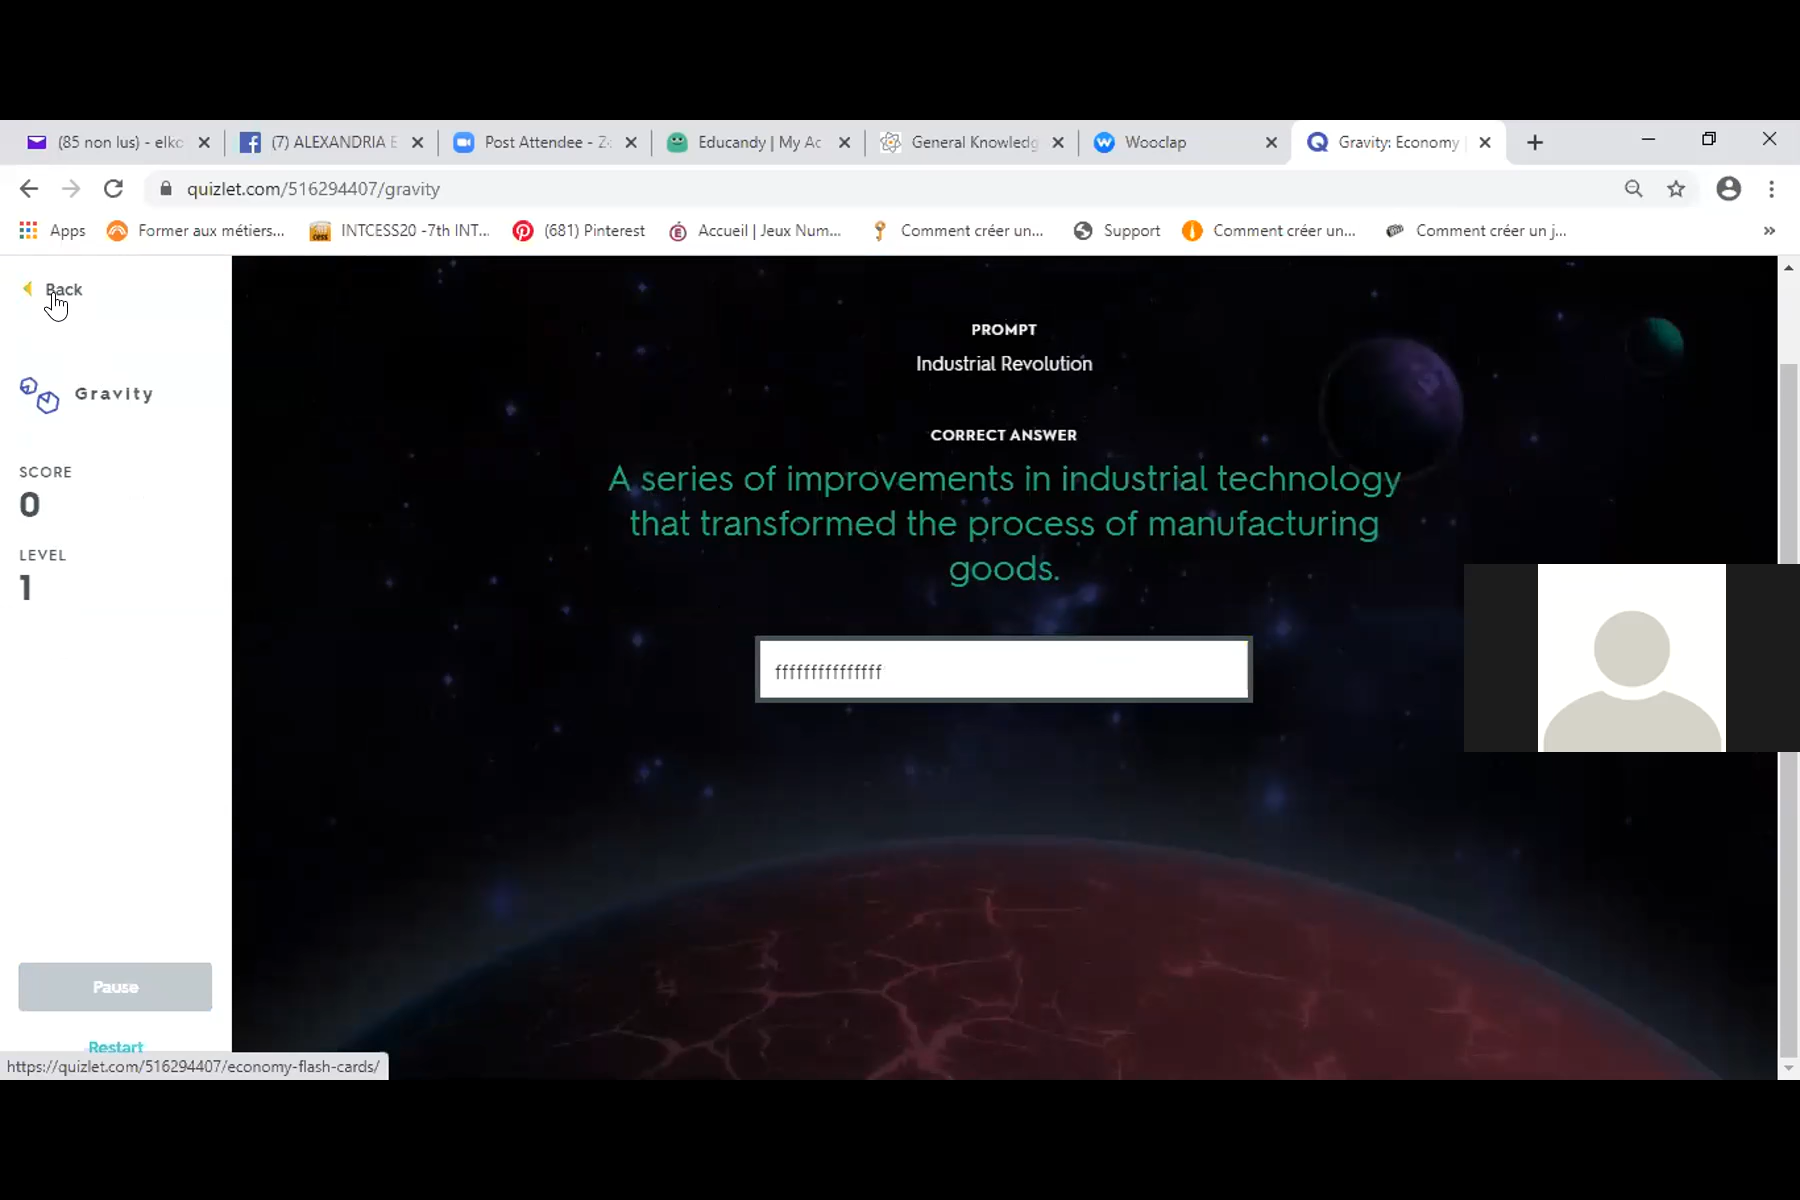 (85 non lus) - elko
(7) ALEXANDRIA E
Post Attendee - Z
Educandy | My Ac
General Knowledg
Wooclap
Gravity: Economy
quizlet.com/516294407/gravity
Apps
Former aux métiers...
INTCESS20 -7th INT...
(681) Pinterest
Accueil | Jeux Num...
Comment créer un...
Support
Comment créer un...
Comment créer un j...
»
Back
Gravity
SCORE
0
LEVEL
1
PROMPT
Industrial Revolution
CORRECT ANSWER
A series of improvements in industrial technology
that transformed the process of manufacturing
goods.
fffffffffffffff
Pause
Restart
https://quizlet.com/516294407/economy-flash-cards/